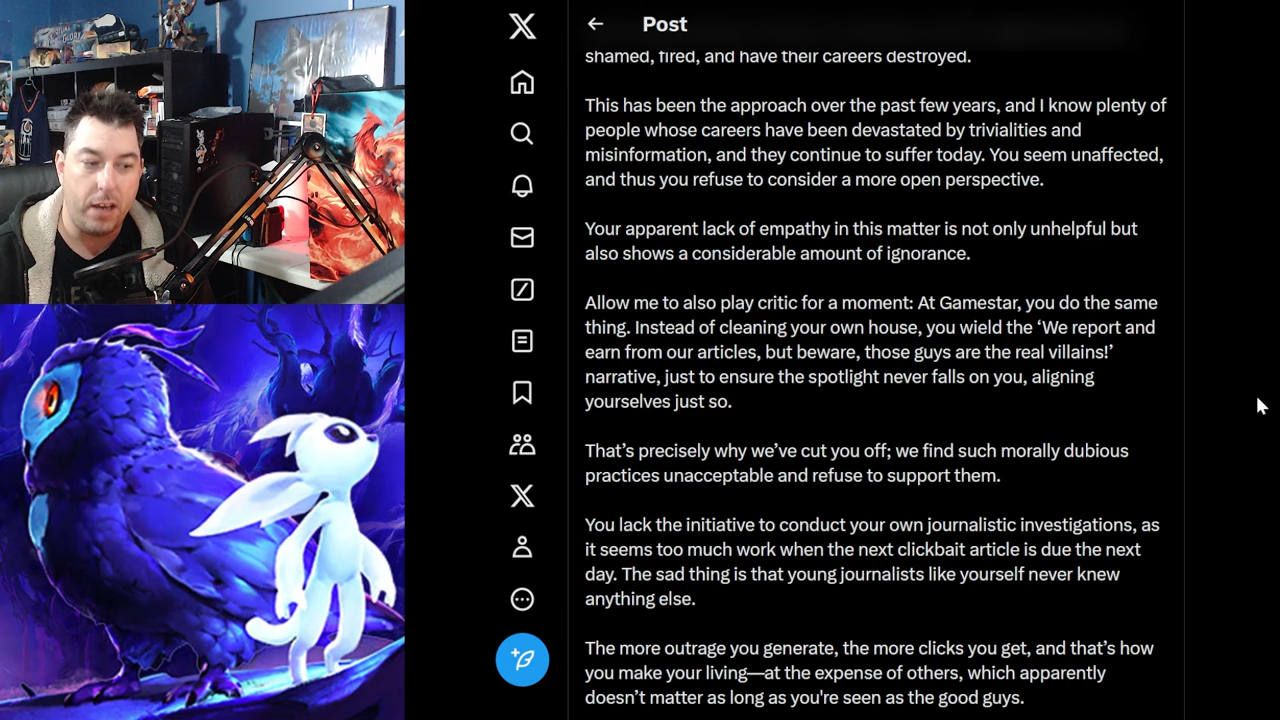 Post
shamed, fired, and have their careers destroyed.
This has been the approach over the past few years, and I know plenty of
people whose careers have been devastated by trivialities and
misinformation, and they continue to suffer today. You seem unaffected,
and thus you refuse to consider a more open perspective.
Your apparent lack of empathy in this matter is not only unhelpful but
also shows a considerable amount of ignorance.
Allow me to also play critic for a moment: At Gamestar, you do the same
thing. Instead of cleaning your own house, you wield the ‘We report and
earn from our articles, but beware, those guys are the real villains!’
narrative, just to ensure the spotlight never falls on you, aligning
yourselves just so.
That’s precisely why we’ve cut you off; we find such morally dubious
practices unacceptable and refuse to support them.
You lack the initiative to conduct your own journalistic investigations, as
it seems too much work when the next clickbait article is due the next
day. The sad thing is that young journalists like yourself never knew
anything else.
The more outrage you generate, the more clicks you get, and that’s how
you make your living—at the expense of others, which apparently
doesn’t matter as long as you're seen as the good guys.